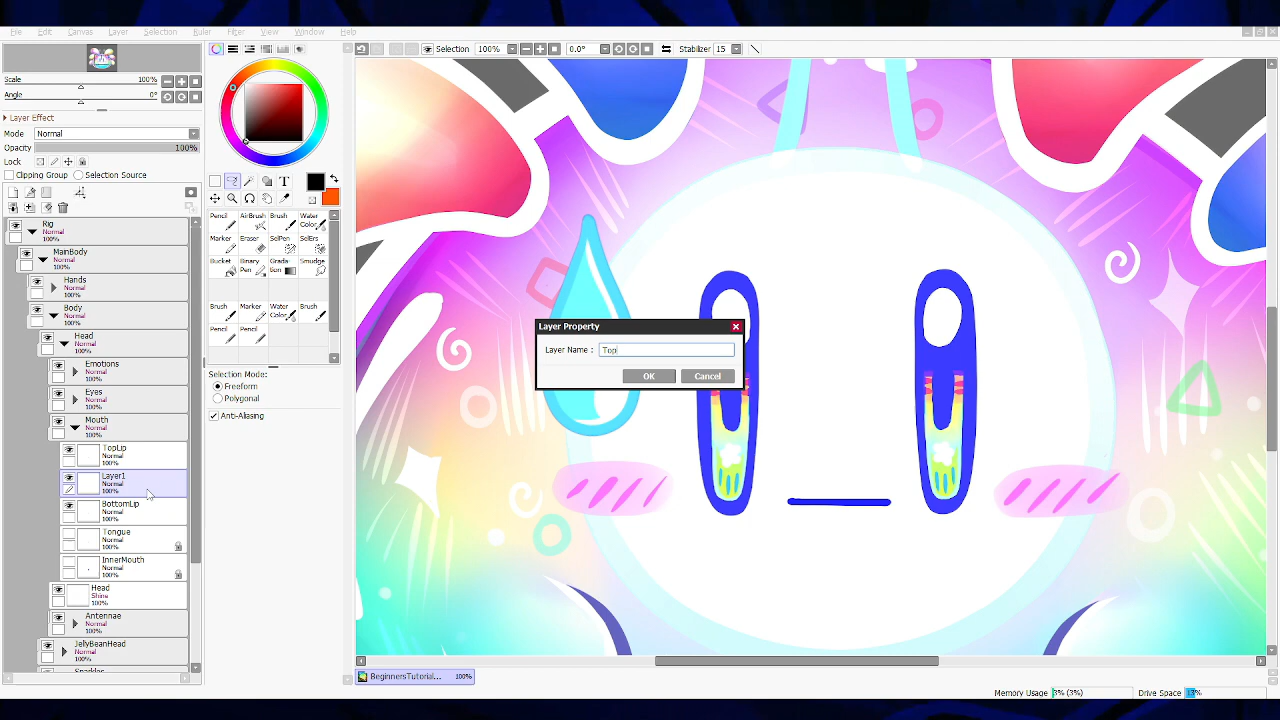 File Edit Canvas Layer Selection Ruler Filter View Window Help
Selection 100% 0.0° Stabilizer 15
Scale 100%
Angle 0°
Layer Effect
Mode Normal
Opacity 100%
Lock
Clipping Group Selection Source
Rig
Normal
100%
MainBody
Normal
100%
Hands
Normal
100%
Body
Normal
100%
Head
Normal
100%
Emotions
Normal
100%
Eyes
Normal
100%
Mouth
Normal
100%
TopLip
Normal
100%
Layer1
Normal
100%
BottomLip
Normal
100%
Tongue
Normal
100%
InnerMouth
Normal
100%
Head
Shine
100%
Antennae
Normal
100%
JellyBeanHead
Normal
100%
T
Pencil AirBrush Brush Water Color
Marker Eraser SelPen SelErs
Bucket Binary Pen Gradation Smudge
Brush Marker Water Color Brush
Pencil Pencil
Selection Mode:
Freeform
Polygonal
Anti-Aliasing
Layer Property
Layer Name : Top
OK Cancel
BeginnersTutorial... 100%
Memory Usage 3% (3%) Drive Space 13%